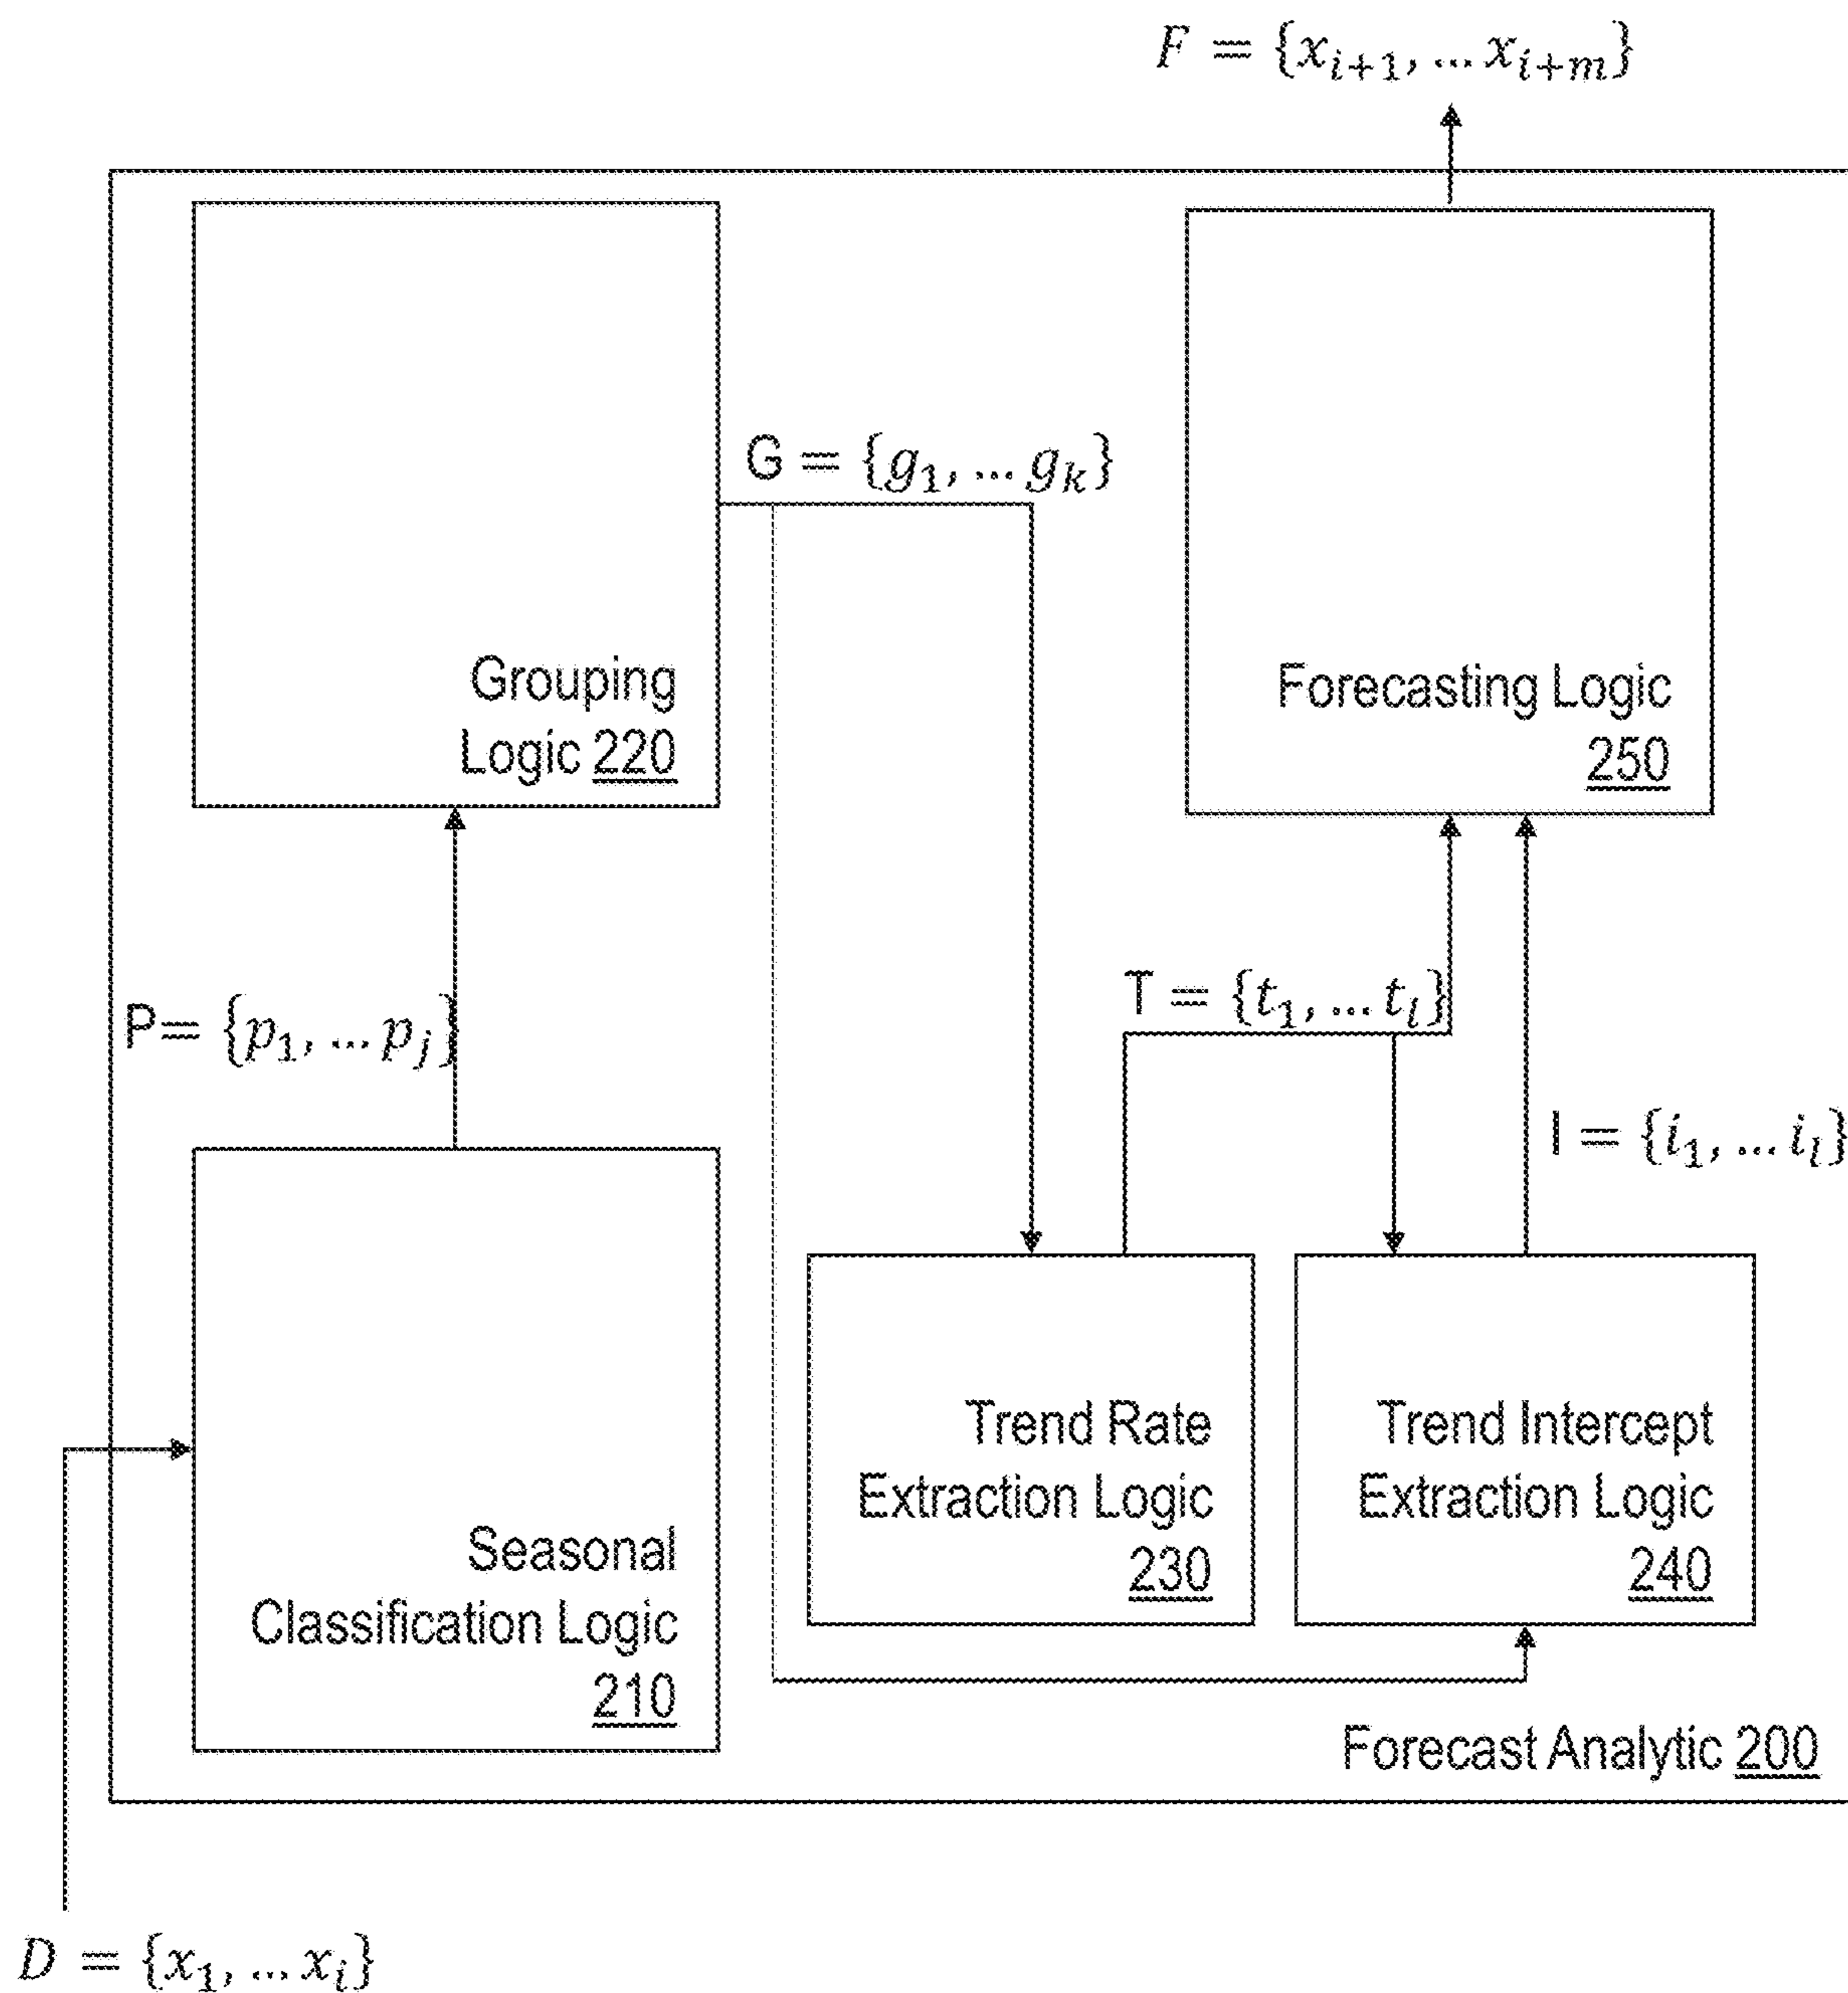 F = {x_{i+1}, ... x_{i+m}}
G = {g_1, ... g_k}
Grouping
Logic 220
Forecasting Logic
250
P= {p_1, ... p_j}
T = {t_1, ... t_l}
I = {i_1, ... i_l}
Trend Rate
Extraction Logic
230
Trend Intercept
Extraction Logic
240
Seasonal
Classification Logic
210
Forecast Analytic 200
D = {x_1, ... x_i}